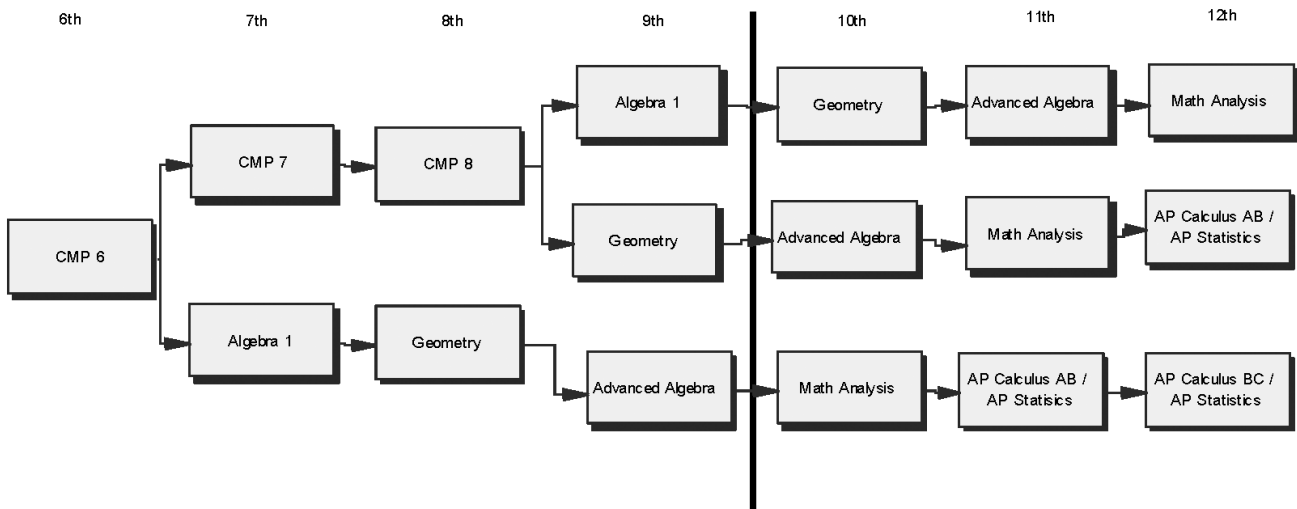 6th
7th
8th
9th
10th
11th
12th
Algebra 1
Geometry
Advanced Algebra
Math Analysis
CMP 7
CMP 8
CMP 6
Geometry
Advanced Algebra
Math Analysis
AP Calculus AB /
AP Statistics
Algebra 1
Geometry
Advanced Algebra
Math Analysis
AP Calculus AB /
AP Statisics
AP Calculus BC /
AP Statistics